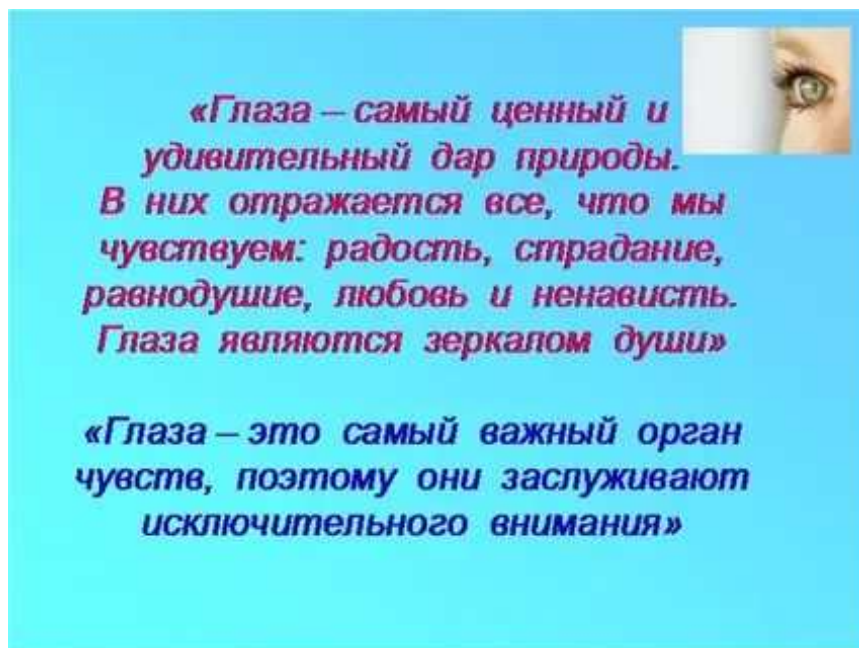 «Глаза – самый ценный и
удивительный дар природы.
В них отражается все, что мы
чувствуем: радость, страдание,
равнодушие, любовь и ненависть.
Глаза являются зеркалом души»
«Глаза – это самый важный орган
чувств, поэтому они заслуживают
исключительного внимания»